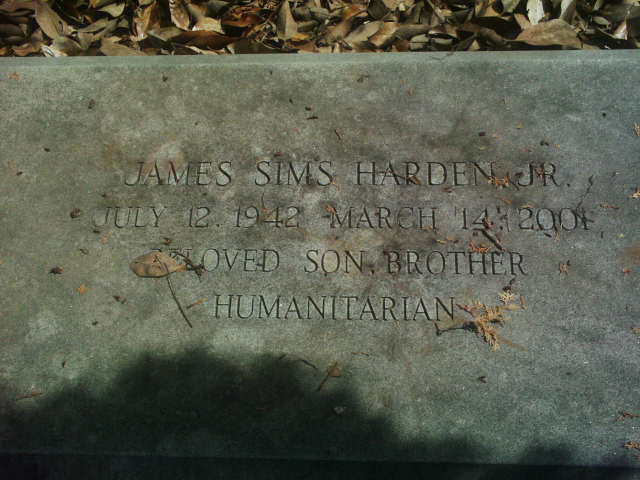 JAMES SIMS HARDEN, JR.
JULY 12, 1942 MARCH 14, 2001
BELOVED SON, BROTHER
HUMANITARIAN